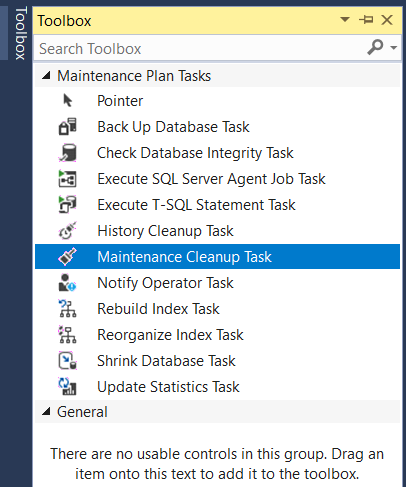 Toolbox
Toolbox
Search Toolbox
Maintenance Plan Tasks
Pointer
Back Up Database Task
Check Database Integrity Task
Execute SQL Server Agent Job Task
Execute T-SQL Statement Task
History Cleanup Task
Maintenance Cleanup Task
Notify Operator Task
Rebuild Index Task
Reorganize Index Task
Shrink Database Task
Update Statistics Task
General
There are no usable controls in this group. Drag an
item onto this text to add it to the toolbox.